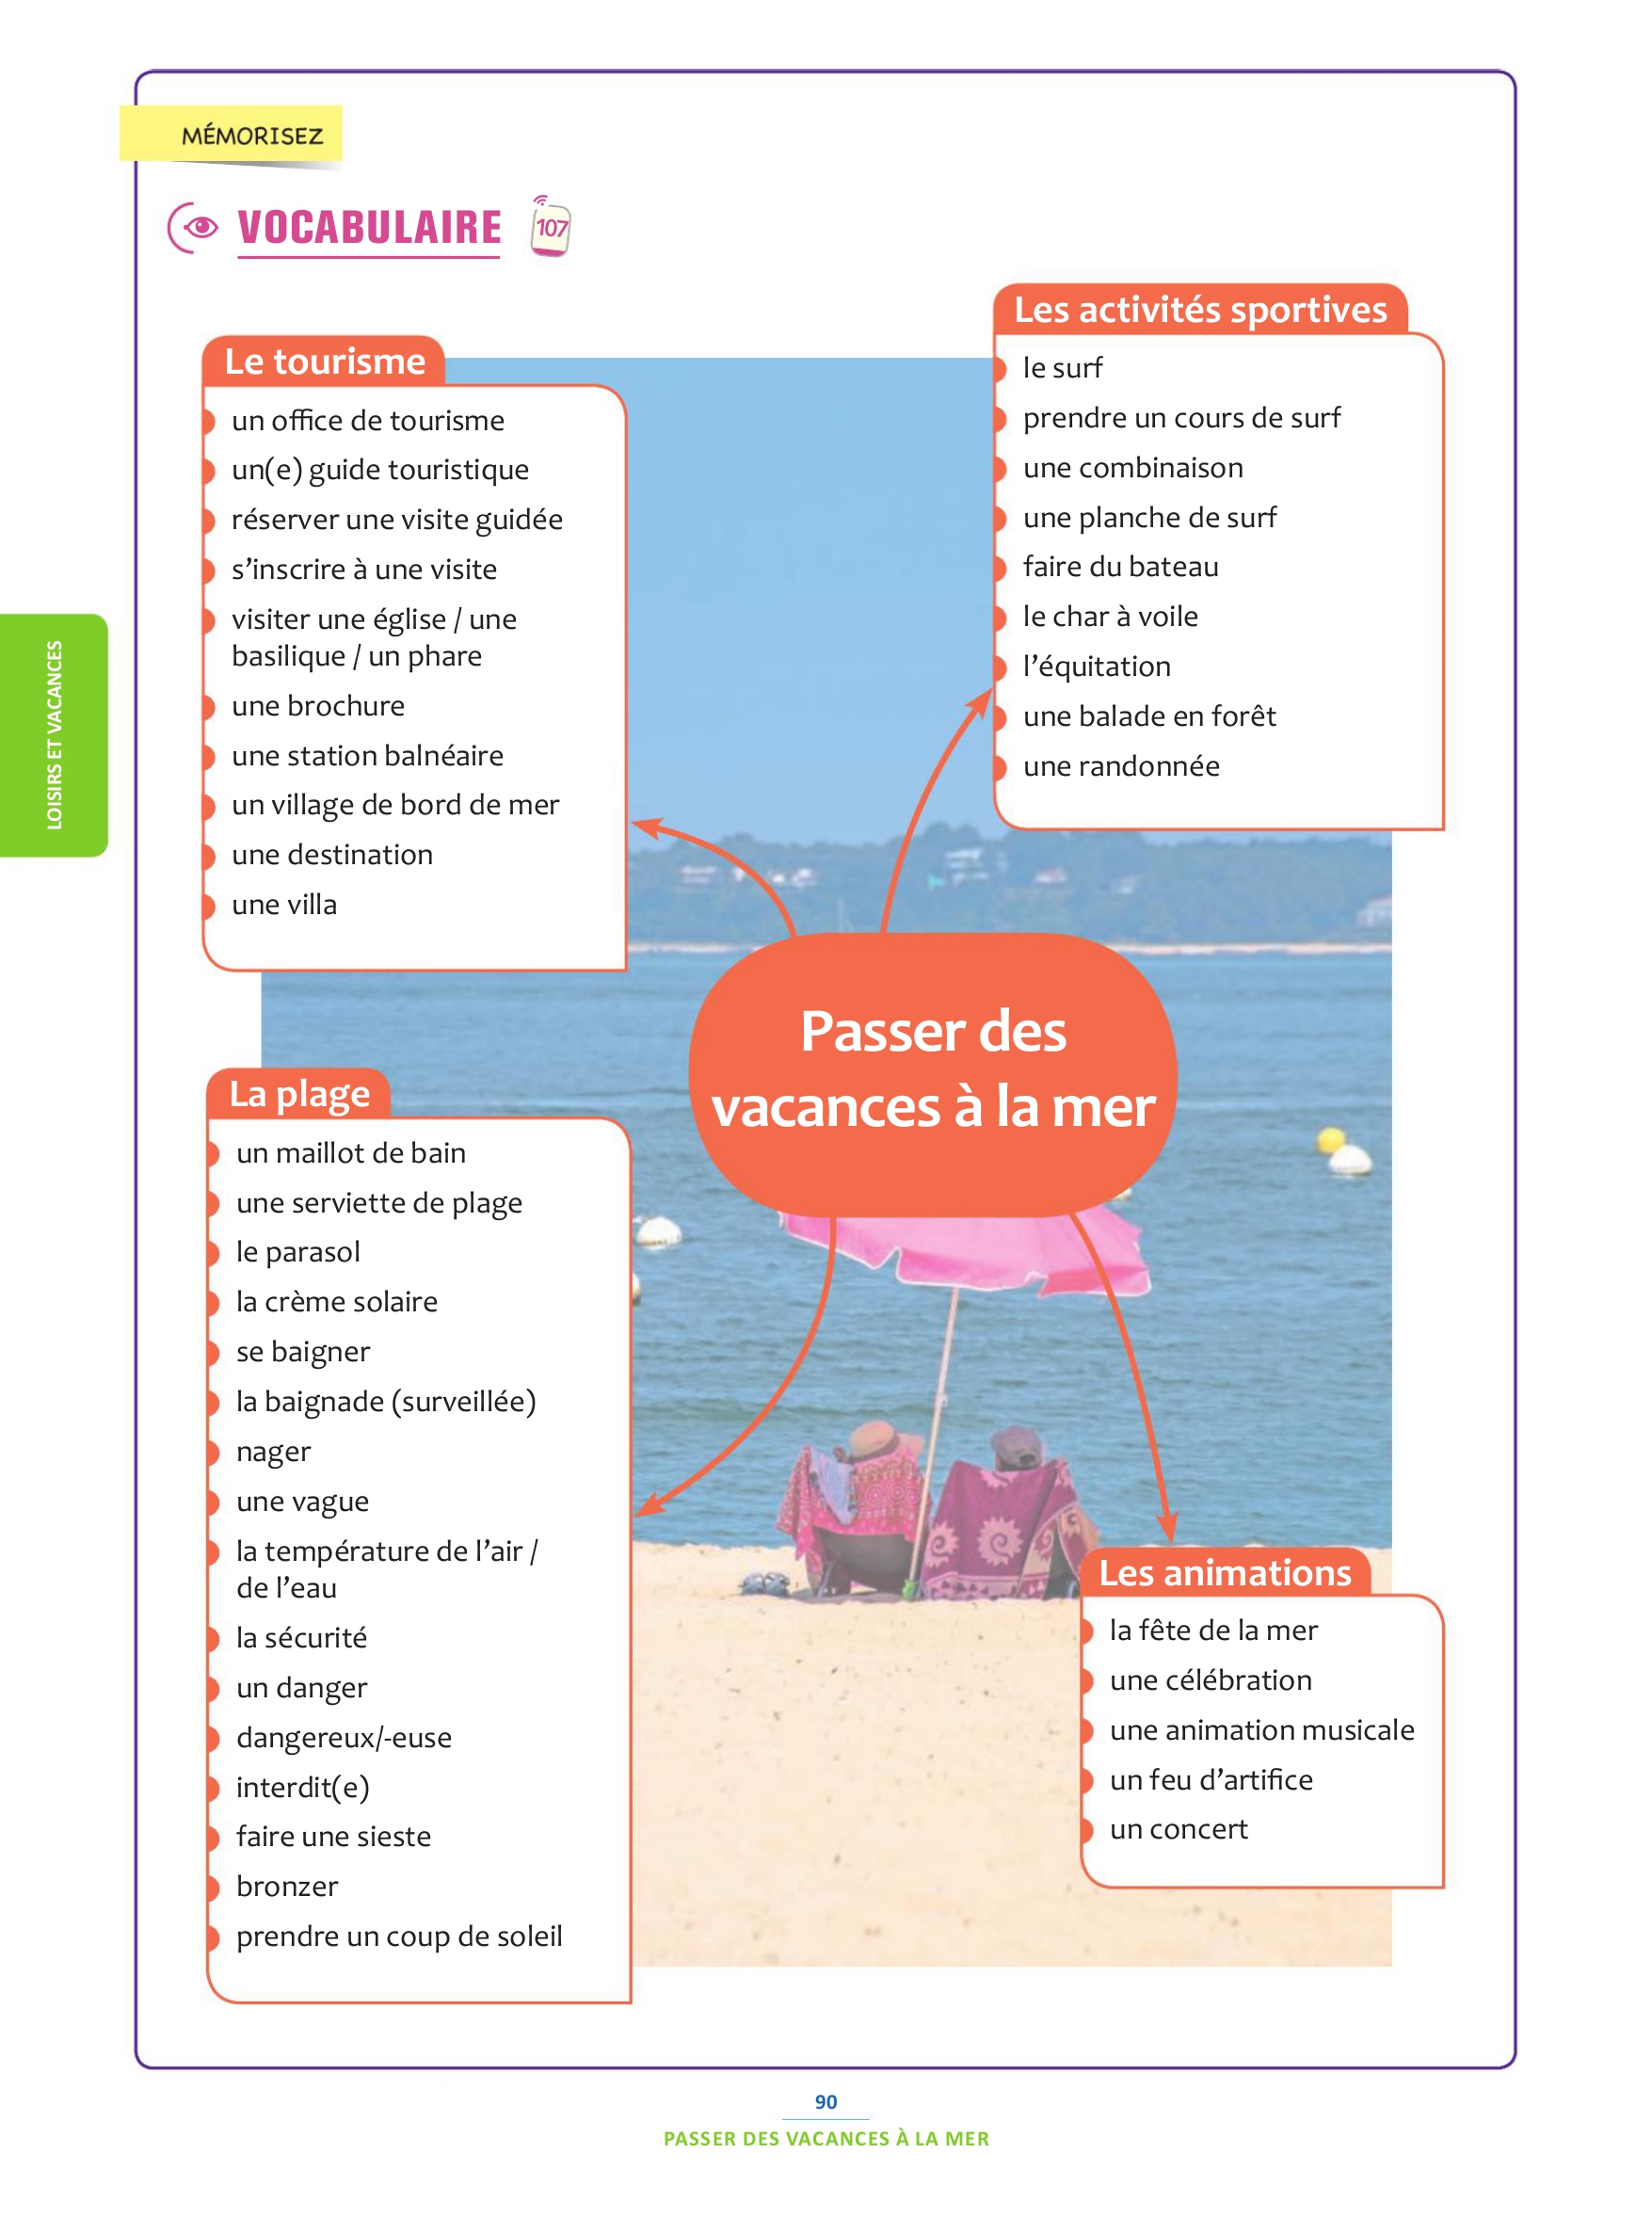 MÉMORISEZ
VOCABULAIRE
107
Le tourisme
un office de tourisme
un(e) guide touristique
réserver une visite guidée
s’inscrire à une visite
visiter une église / une
basilique / un phare
une brochure
une station balnéaire
un village de bord de mer
une destination
une villa
Les activités sportives
le surf
prendre un cours de surf
une combinaison
une planche de surf
faire du bateau
le char à voile
l’équitation
une balade en forêt
une randonnée
LOISIRS ET VACANCES
Passer des
vacances à la mer
La plage
un maillot de bain
une serviette de plage
le parasol
la crème solaire
se baigner
la baignade (surveillée)
nager
une vague
la température de l’air /
de l’eau
la sécurité
un danger
dangereux/-euse
interdit(e)
faire une sieste
bronzer
prendre un coup de soleil
Les animations
la fête de la mer
une célébration
une animation musicale
un feu d’artifice
un concert
90
PASSER DES VACANCES À LA MER